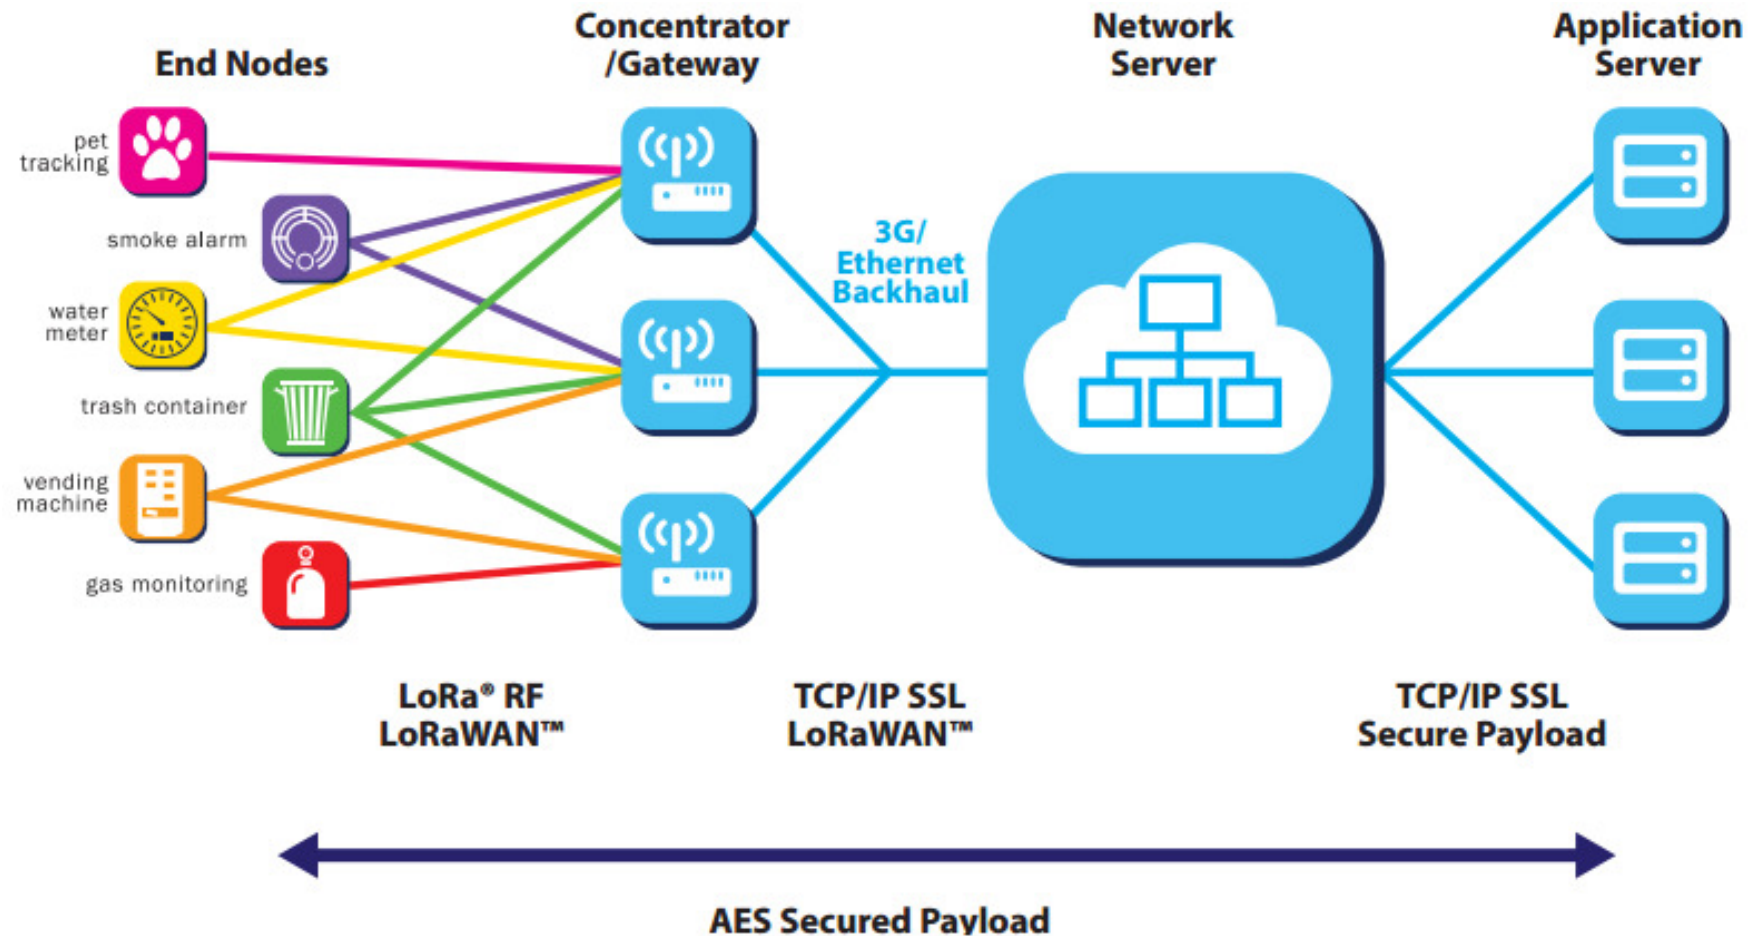 End Nodes
Concentrator
/Gateway
Network
Server
Application
Server
pet
tracking
smoke alarm
water
meter
trash container
vending
machine
gas monitoring
3G/
Ethernet
Backhaul
LoRa® RF
LoRaWAN™
TCP/IP SSL
LoRaWAN™
TCP/IP SSL
Secure Payload
AES Secured Payload